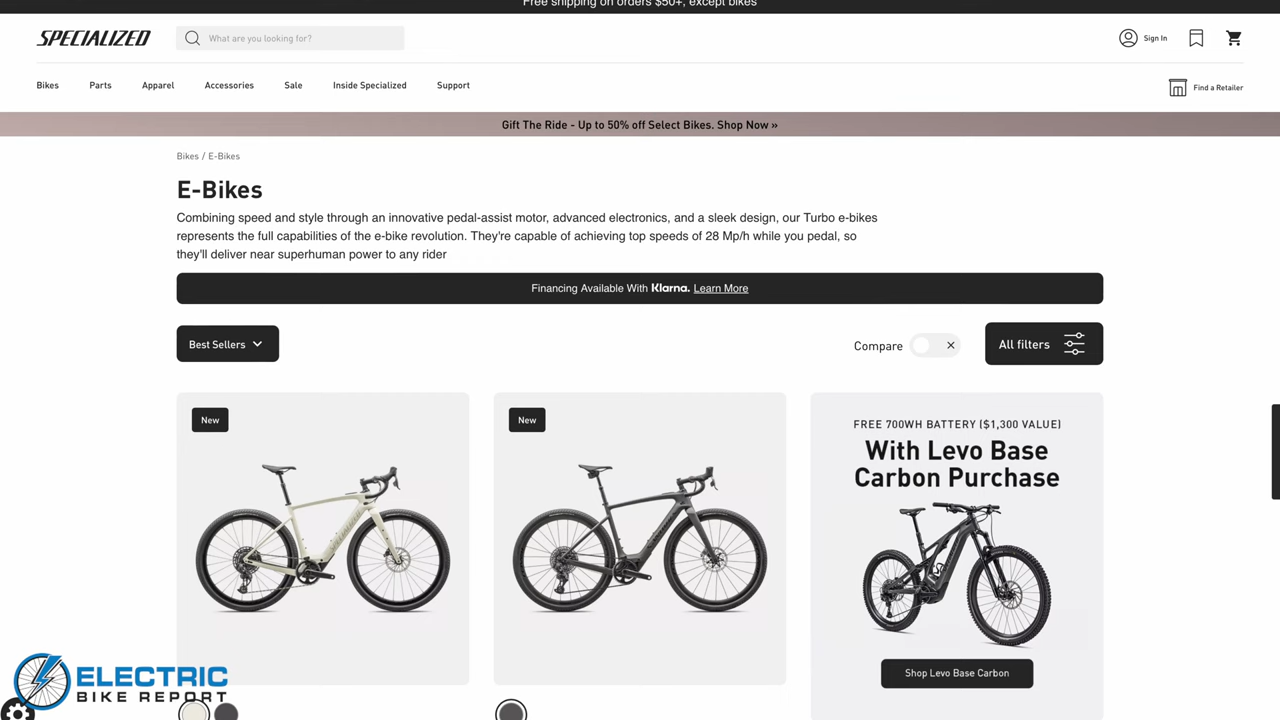 Free shipping on orders $50+, except bikes
SPECIALIZED
What are you looking for?
Sign In
Bikes
Parts
Apparel
Accessories
Sale
Inside Specialized
Support
Find a Retailer
Gift The Ride - Up to 50% off Select Bikes. Shop Now »
Bikes / E-Bikes
E-Bikes
Combining speed and style through an innovative pedal-assist motor, advanced electronics, and a sleek design, our Turbo e-bikes
represents the full capabilities of the e-bike revolution. They're capable of achieving top speeds of 28 Mp/h while you pedal, so
they'll deliver near superhuman power to any rider
Financing Available With Klarna. Learn More
Best Sellers
Compare
All filters
New
New
FREE 700WH BATTERY ($1,300 VALUE)
With Levo Base
Carbon Purchase
Shop Levo Base Carbon
ELECTRIC
BIKE REPORT